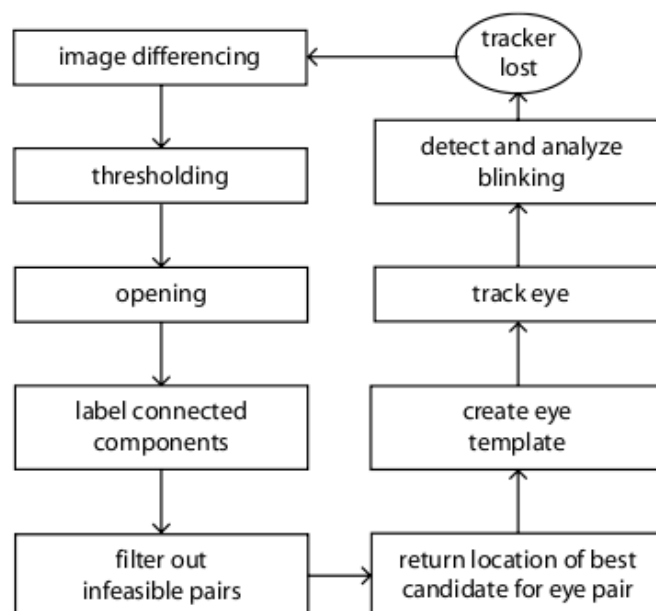 image differencing
tracker
lost
thresholding
detect and analyze
blinking
opening
track eye
label connected
components
create eye
template
filter out
infeasible pairs
return location of best
candidate for eye pair